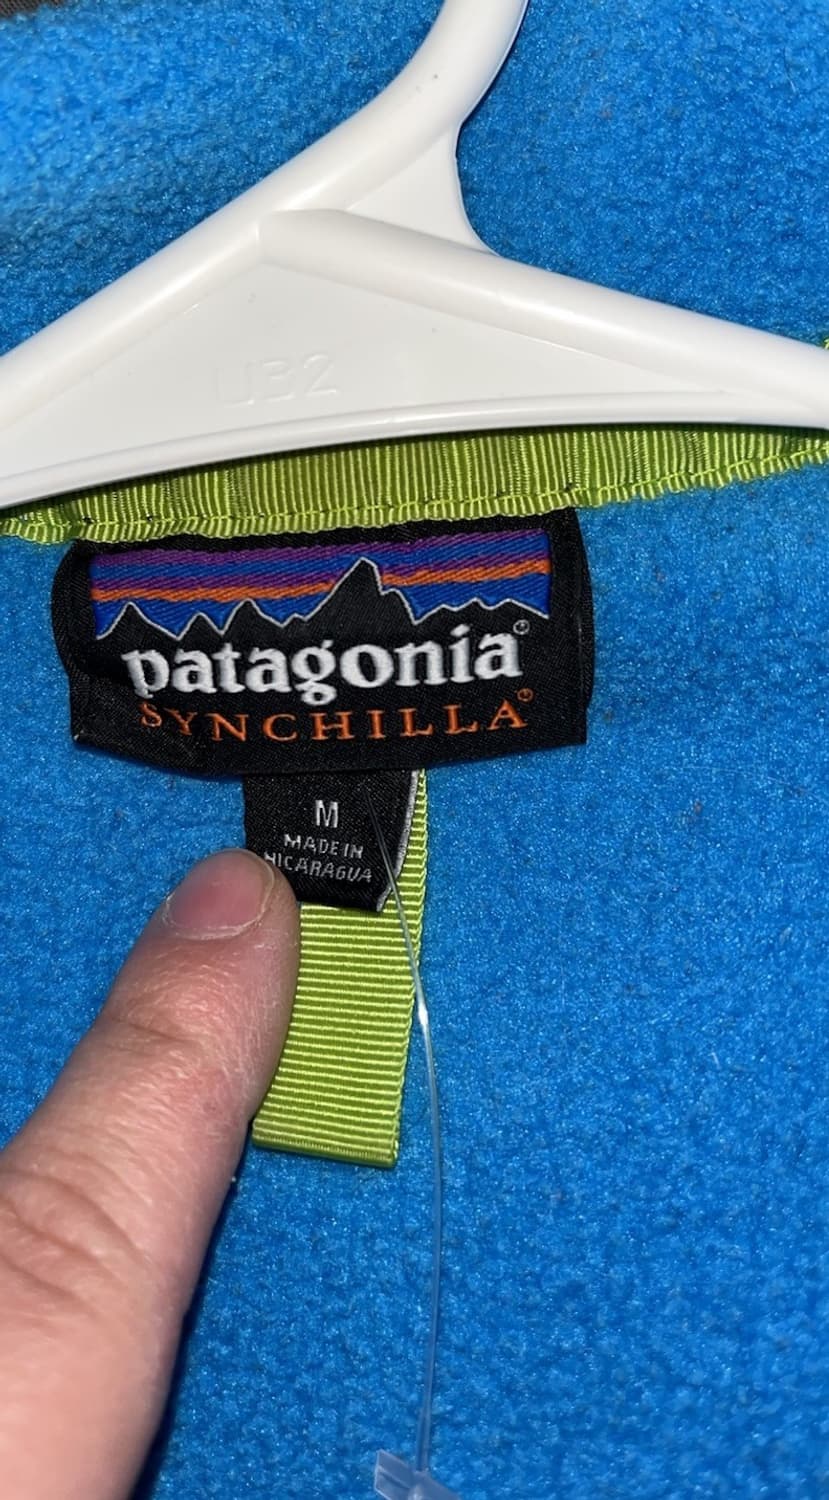 UB2
patagonia®
SYNCHILLA®
M
MADE IN
NICARAGUA